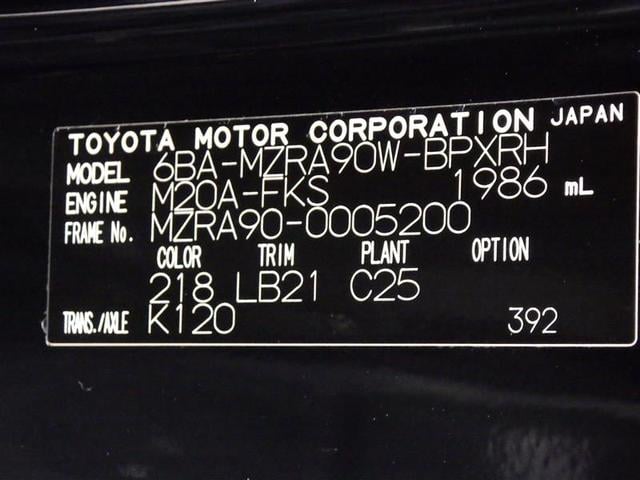 TOYOTA MOTOR CORPORATION JAPAN
MODEL 6BA-MZRA90W-BPXRH
ENGINE M20A-FKS 1986 mL
FRAME No. MZRA90-0005200
COLOR TRIM PLANT OPTION
218 LB21 C25
TRANS./AXLE K120 392